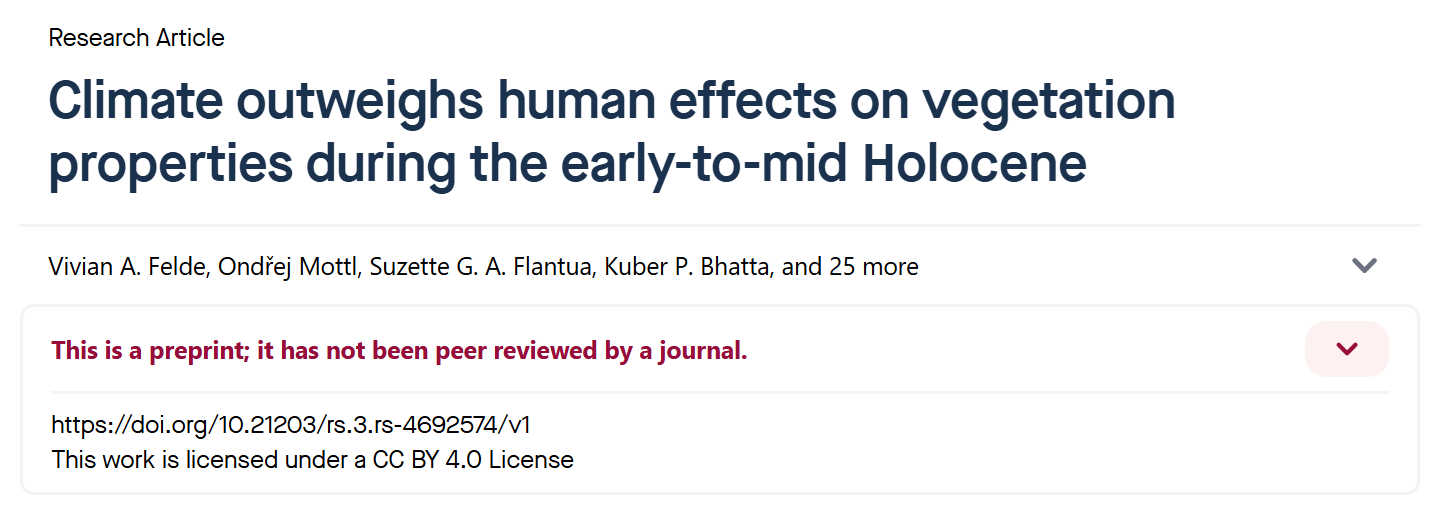 Research Article
Climate outweighs human effects on vegetation
properties during the early-to-mid Holocene
Vivian A. Felde, Ondřej Mottl, Suzette G. A. Flantua, Kuber P. Bhatta, and 25 more
This is a preprint; it has not been peer reviewed by a journal.
https://doi.org/10.21203/rs.3.rs-4692574/v1
This work is licensed under a CC BY 4.0 License